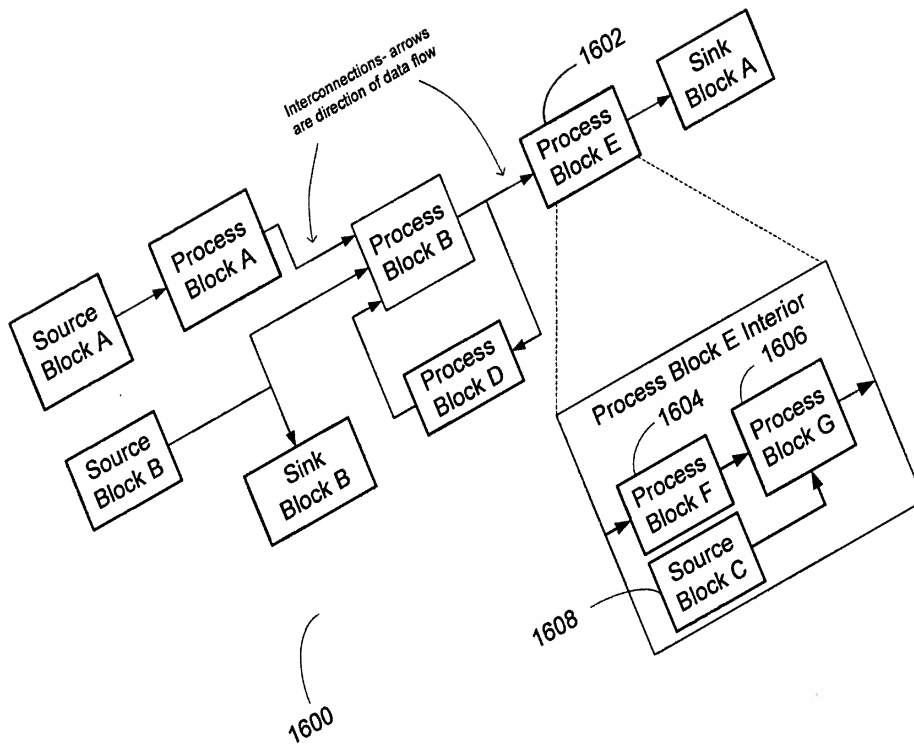 Interconnections- arrows
are direction of data flow
1602
Sink
Block A
Process
Block E
Process
Block B
Process
Block A
Source
Block A
Process
Block D
Source
Block B
Sink
Block B
Process Block E Interior
1604
1606
Process
Block G
Process
Block F
Source
Block C
1608
1600